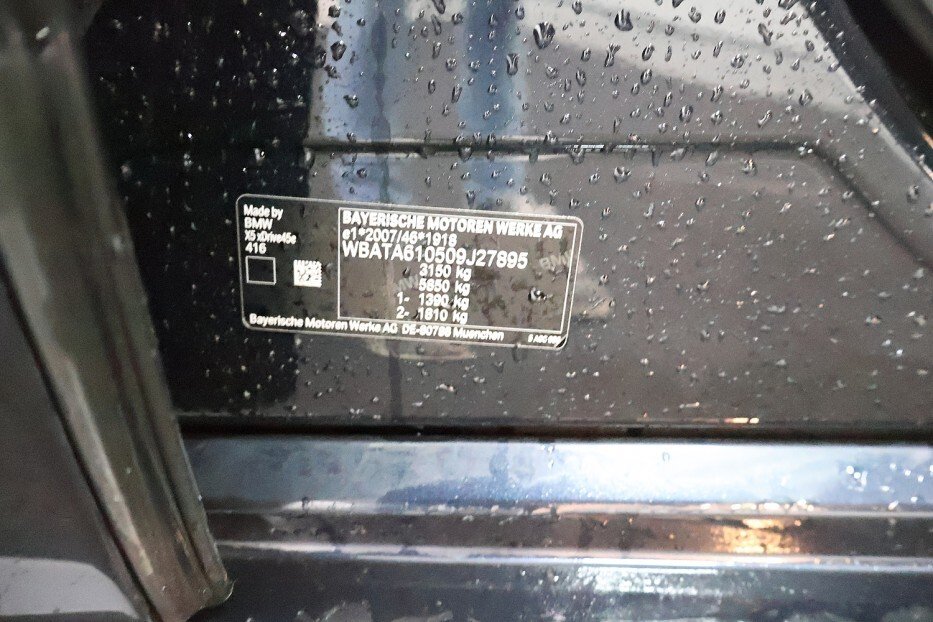 Made by
BMW
X5 xDrive45e
416
BAYERISCHE MOTOREN WERKE AG
e1*2007/46*1918
WBATA610509J27895
3150 kg
5850 kg
1- 1390 kg
2- 1810 kg
Bayerische Motoren Werke AG DE-80788 Muenchen